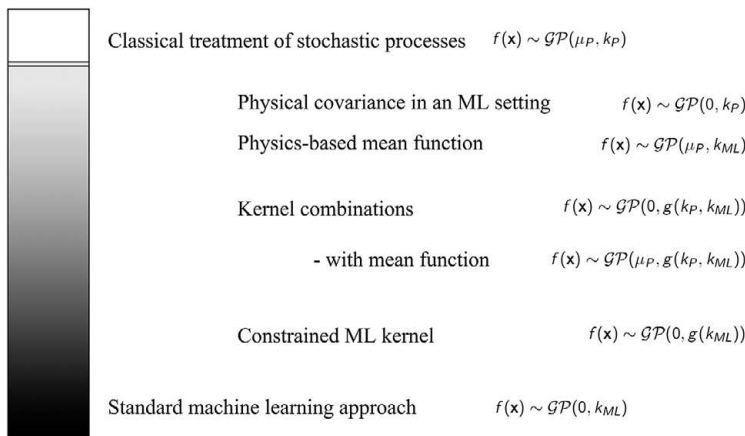 Classical treatment of stochastic processes f(x) ∼ 𝒢𝒫(μ_P, k_P)
Physical covariance in an ML setting f(x) ∼ 𝒢𝒫(0, k_P)
Physics-based mean function f(x) ∼ 𝒢𝒫(μ_P, k_ML)
Kernel combinations f(x) ∼ 𝒢𝒫(0, g(k_P, k_ML))
- with mean function f(x) ∼ 𝒢𝒫(μ_P, g(k_P, k_ML))
Constrained ML kernel f(x) ∼ 𝒢𝒫(0, g(k_ML))
Standard machine learning approach f(x) ∼ 𝒢𝒫(0, k_ML)